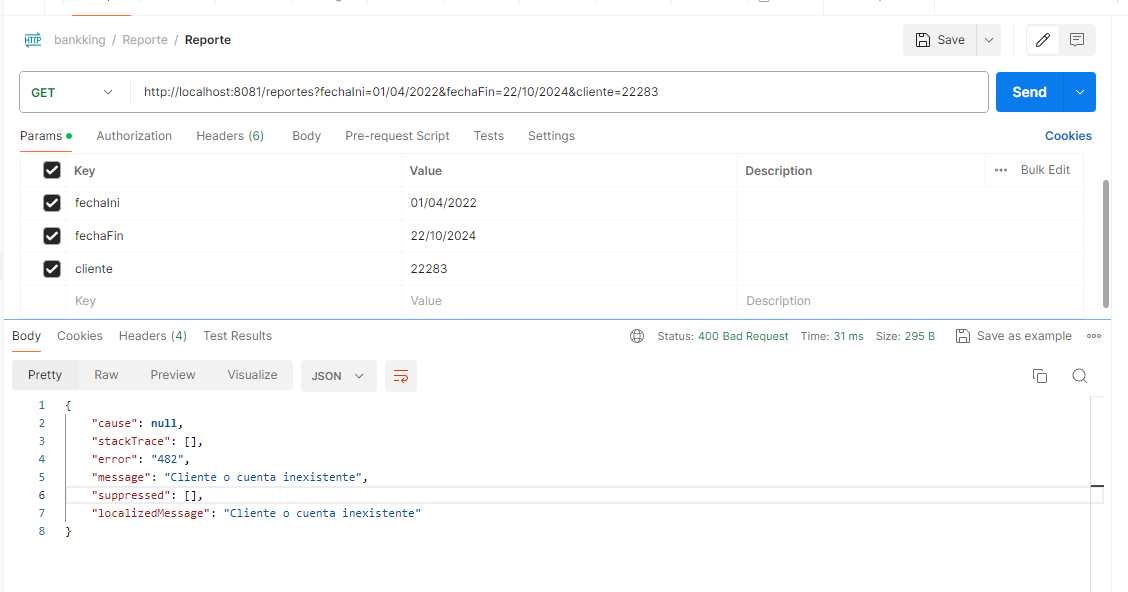 bankking / Reporte / Reporte
Save
GET http://localhost:8081/reportes?fechaIni=01/04/2022&fechaFin=22/10/2024&cliente=22283 Send
Params Authorization Headers (6) Body Pre-request Script Tests Settings Cookies
Key Value Description Bulk Edit
fechaIni 01/04/2022
fechaFin 22/10/2024
cliente 22283
Key Value Description
Body Cookies Headers (4) Test Results Status: 400 Bad Request Time: 31 ms Size: 295 B Save as example
Pretty Raw Preview Visualize JSON
1 {
2 "cause": null,
3 "stackTrace": [],
4 "error": "482",
5 "message": "Cliente o cuenta inexistente",
6 "suppressed": [],
7 "localizedMessage": "Cliente o cuenta inexistente"
8 }